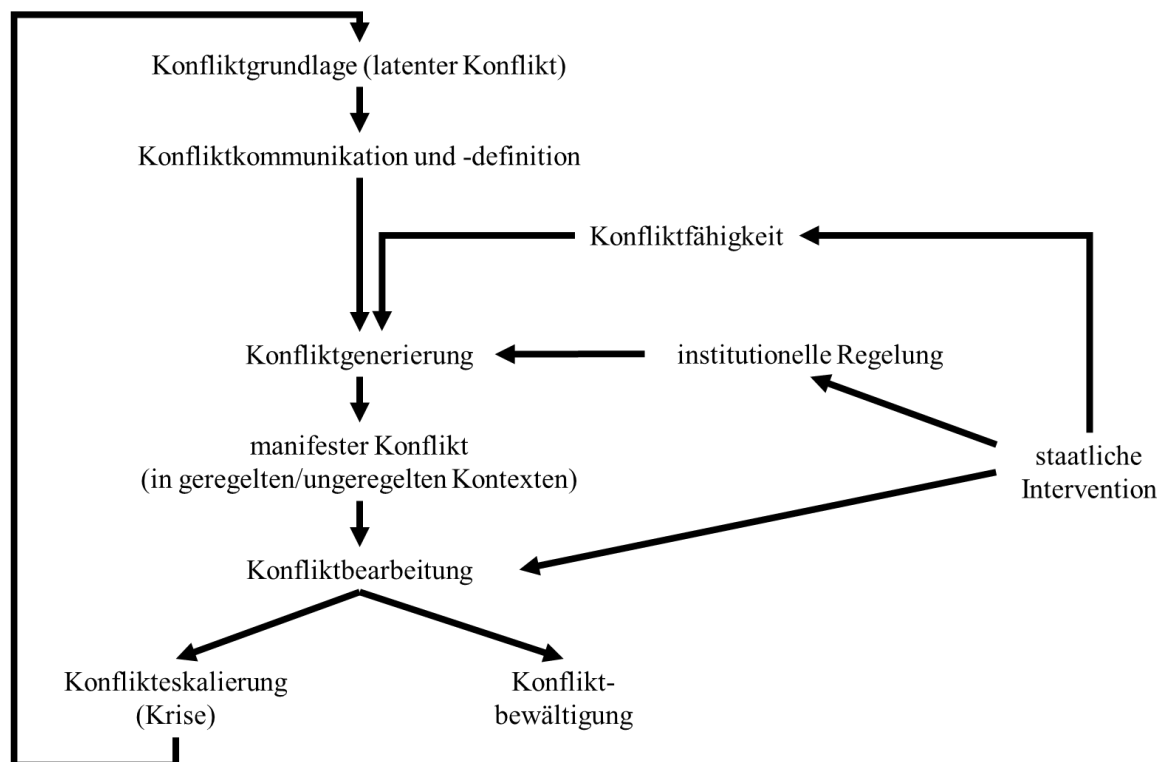 Konfliktgrundlage (latenter Konflikt)
Konfliktkommunikation und -definition
Konfliktfähigkeit
Konfliktgenerierung
institutionelle Regelung
manifester Konflikt
(in geregelten/ungeregelten Kontexten)
staatliche
Intervention
Konfliktbearbeitung
Konflikteskalierung
(Krise)
Konflikt-
bewältigung